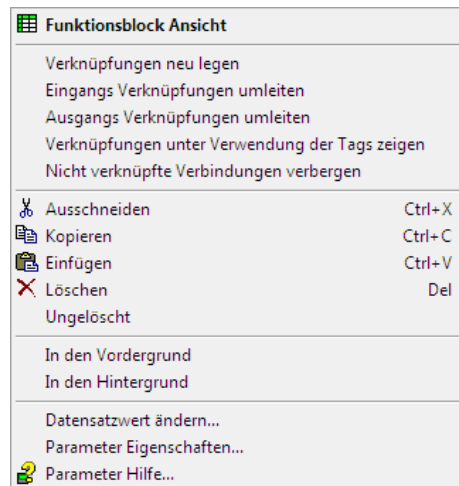 Funktionsblock Ansicht
Verknüpfungen neu legen
Eingangs Verknüpfungen umleiten
Ausgangs Verknüpfungen umleiten
Verknüpfungen unter Verwendung der Tags zeigen
Nicht verknüpfte Verbindungen verbergen
Ausschneiden Ctrl+X
Kopieren Ctrl+C
Einfügen Ctrl+V
Löschen Del
Ungelöscht
In den Vordergrund
In den Hintergrund
Datensatzwert ändern...
Parameter Eigenschaften...
Parameter Hilfe...